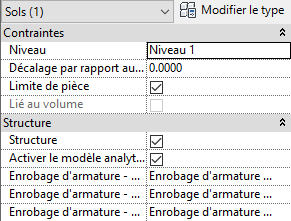 Sols (1) Modifier le type
Contraintes
Niveau Niveau 1
Décalage par rapport au... 0.0000
Limite de pièce
Lié au volume
Structure
Structure
Activer le modèle analyt...
Enrobage d'armature - ... Enrobage d'armature ...
Enrobage d'armature - ... Enrobage d'armature ...
Enrobage d'armature - ... Enrobage d'armature ...